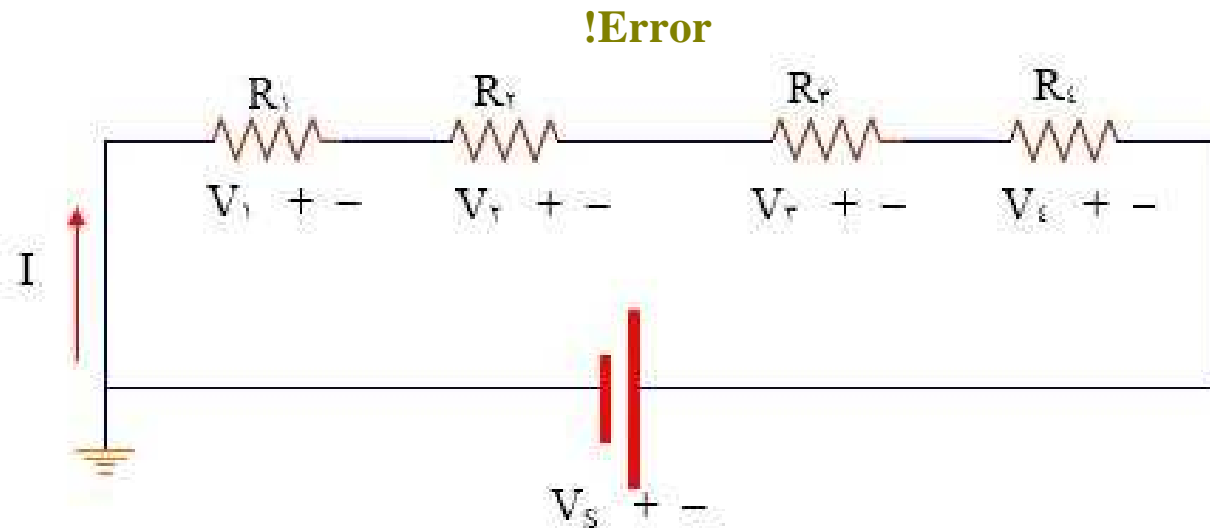 !Error
R١ R٢ R٣ R٤
V١ + − V٢ + − V٣ + − V٤ + −
I
VS + −